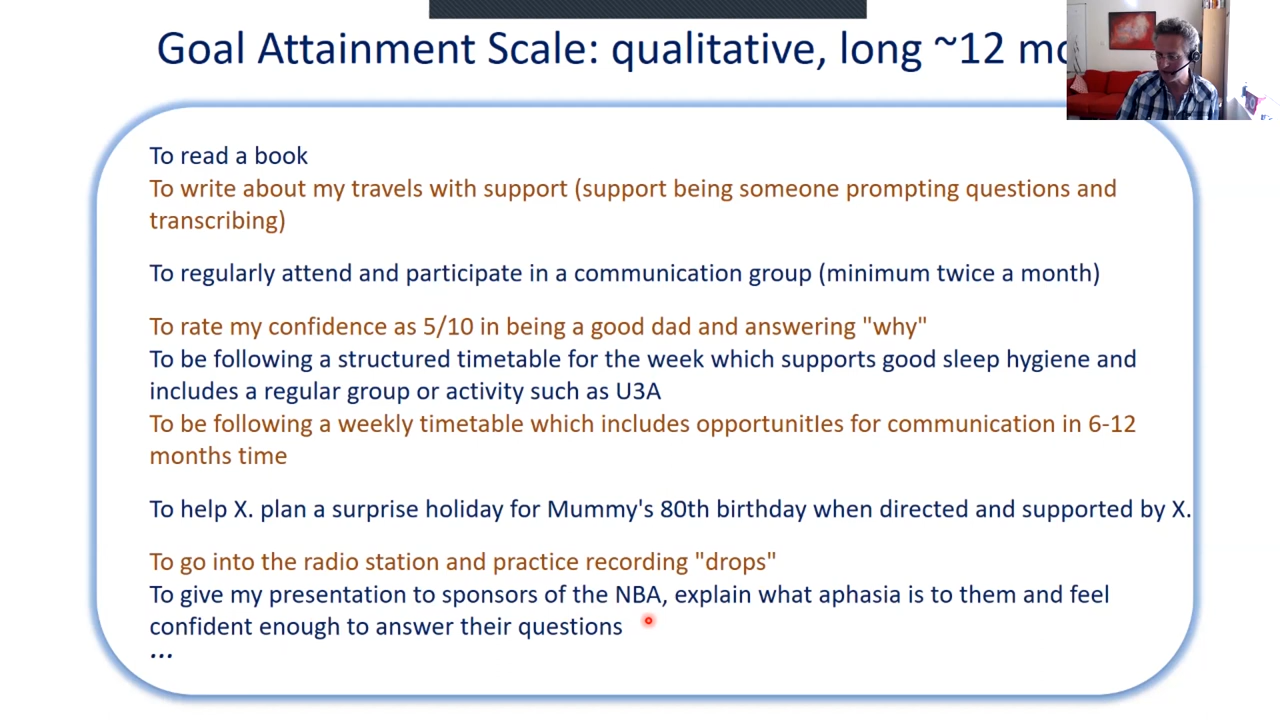 Goal Attainment Scale: qualitative, long ~12
To read a book
To write about my travels with support (support being someone prompting questions and
transcribing)
To regularly attend and participate in a communication group (minimum twice a month)
To rate my confidence as 5/10 in being a good dad and answering "why"
To be following a structured timetable for the week which supports good sleep hygiene and
includes a regular group or activity such as U3A
To be following a weekly timetable which includes opportunitIes for communication in 6-12
months time
To help X. plan a surprise holiday for Mummy's 80th birthday when directed and supported by X.
To go into the radio station and practice recording "drops"
To give my presentation to sponsors of the NBA, explain what aphasia is to them and feel
confident enough to answer their questions
...